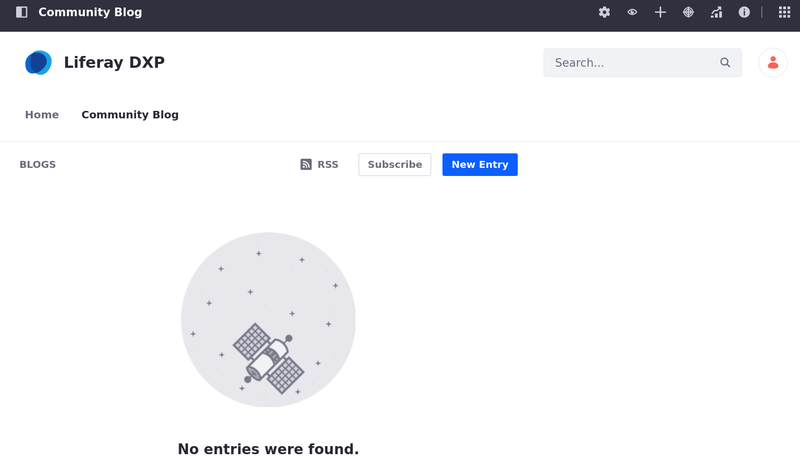 Community Blog
Liferay DXP
Search...
Home Community Blog
BLOGS RSS Subscribe New Entry
No entries were found.